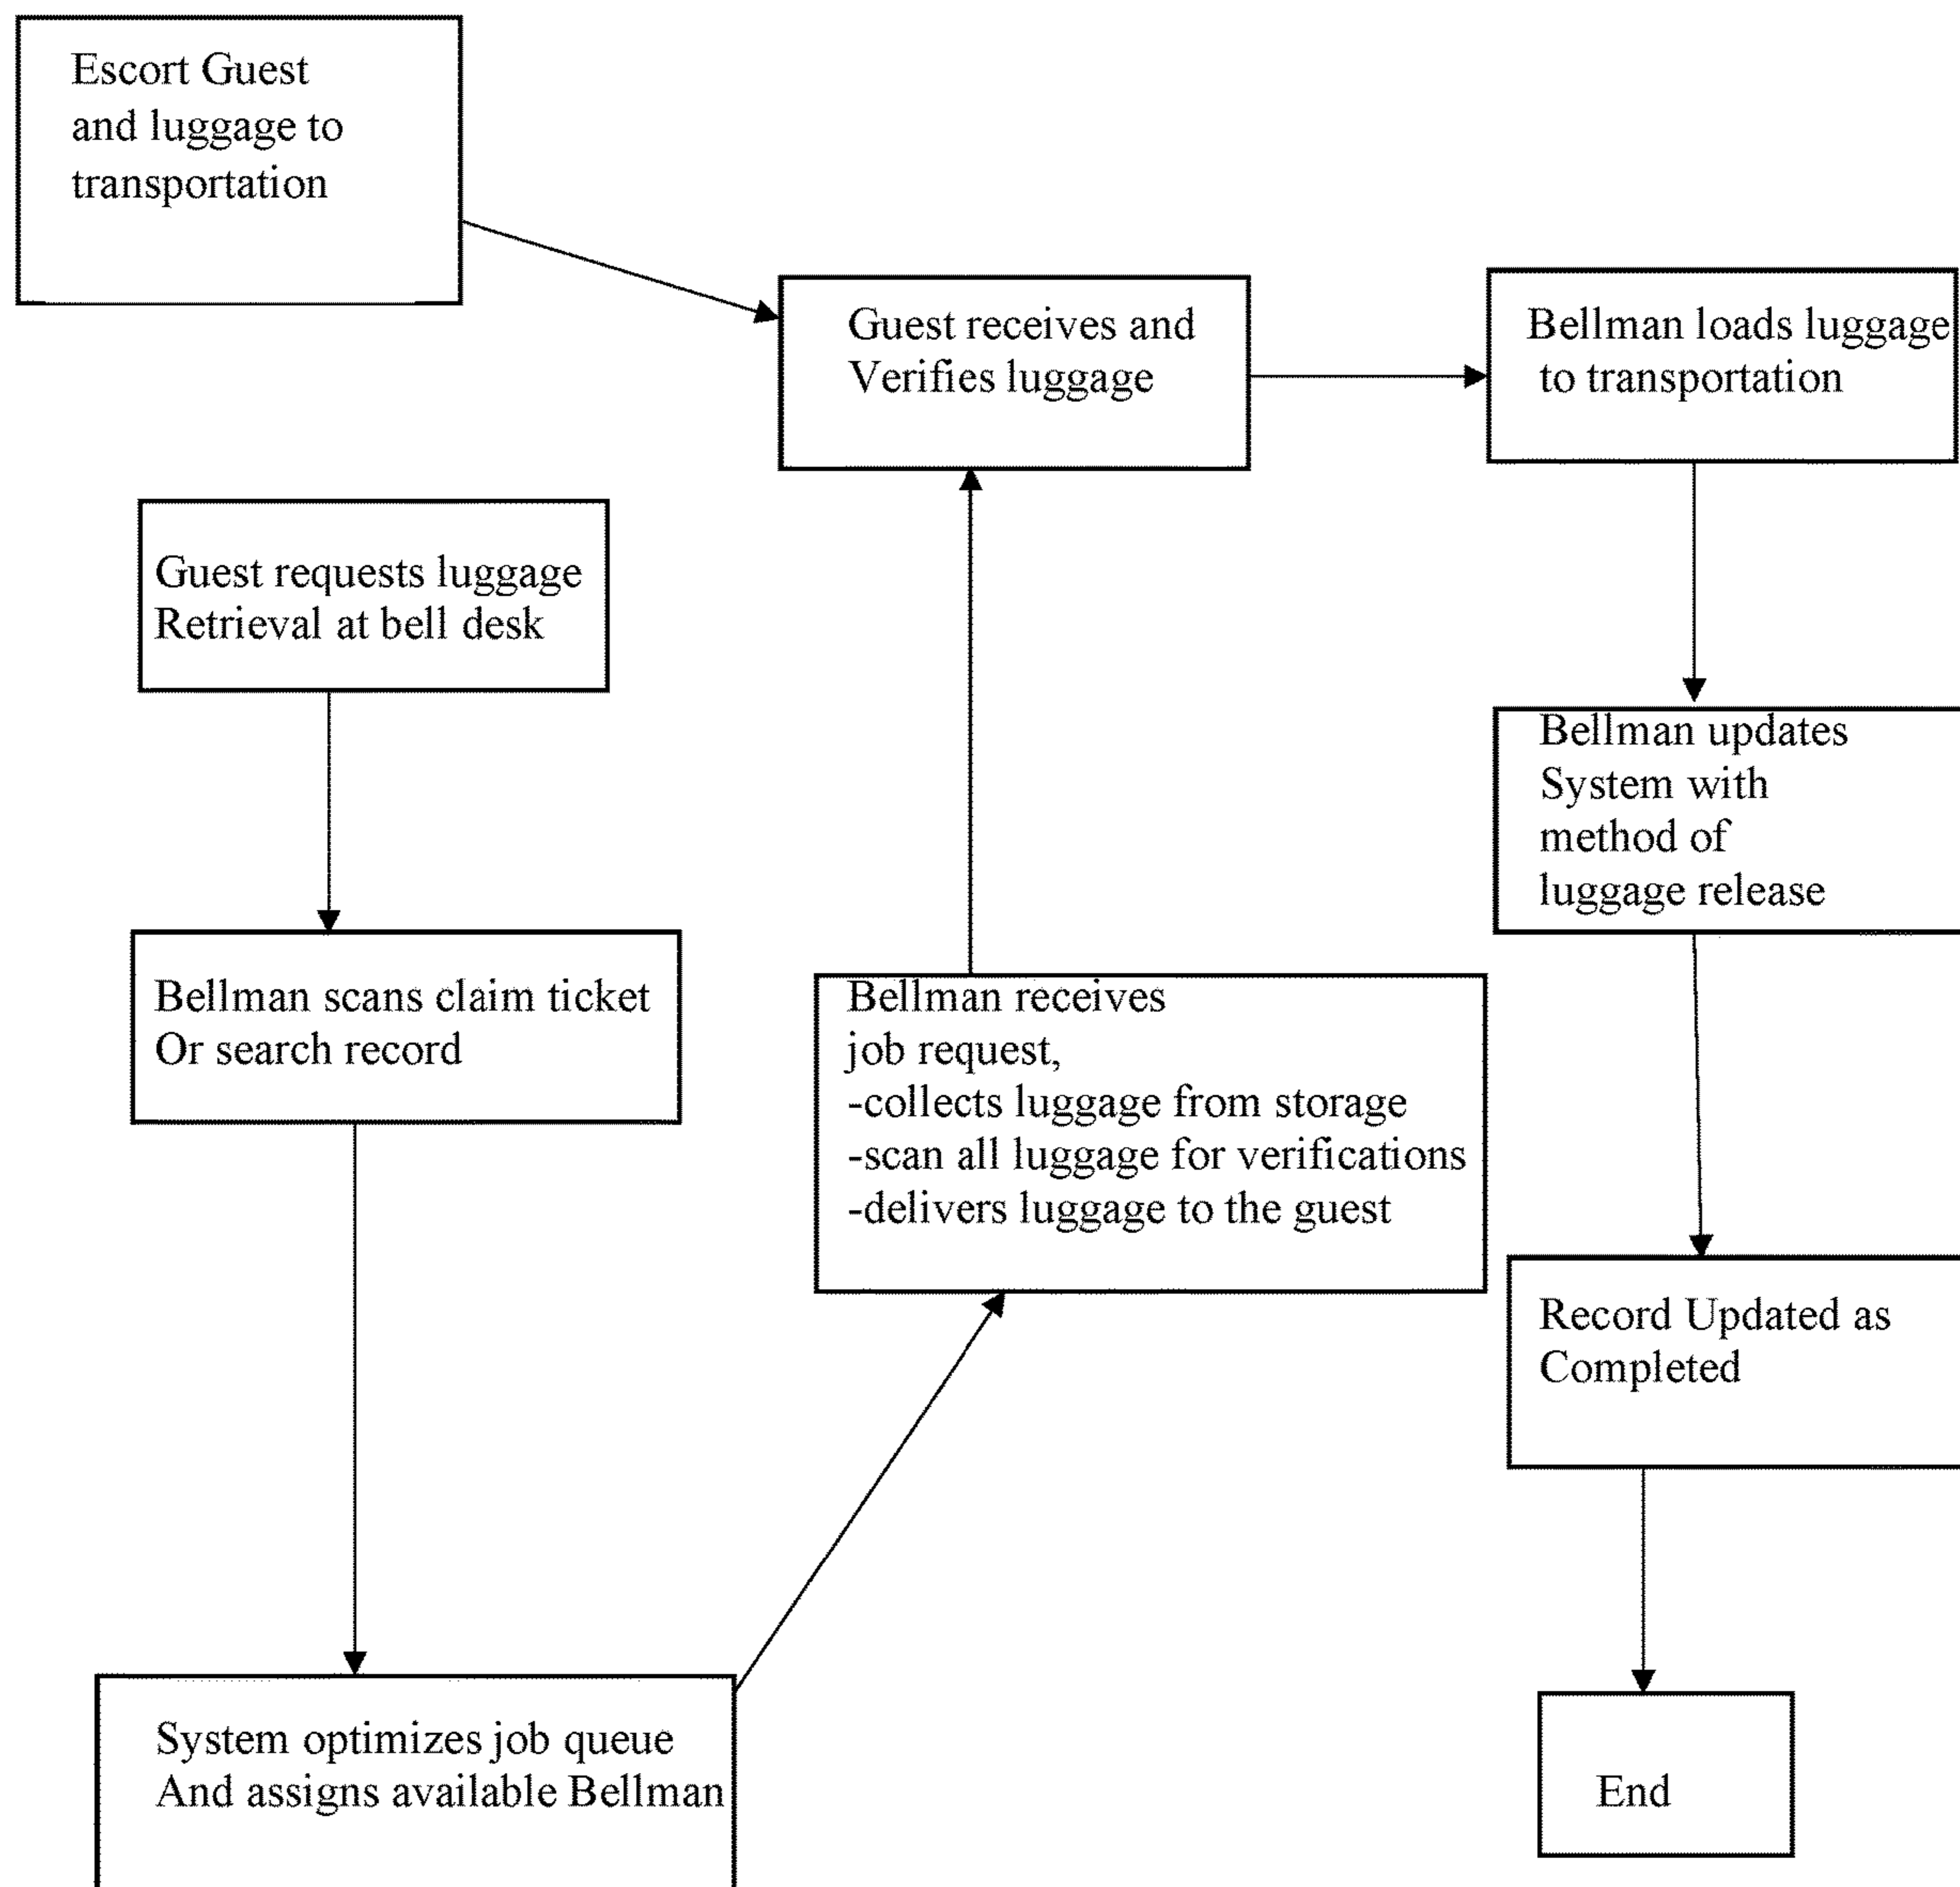 Escort Guest
and luggage to
transportation
Guest receives and
Verifies luggage
Bellman loads luggage
to transportation
Guest requests luggage
Retrieval at bell desk
Bellman updates
System with
method of
luggage release
Bellman scans claim ticket
Or search record
Bellman receives
job request,
-collects luggage from storage
-scan all luggage for verifications
-delivers luggage to the guest
Record Updated as
Completed
System optimizes job queue
And assigns available Bellman
End